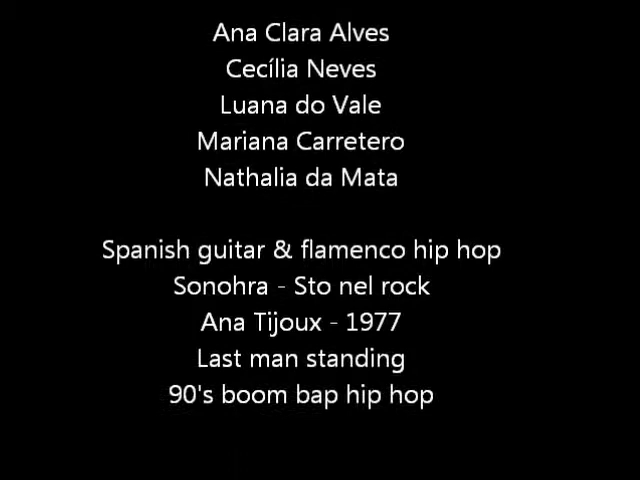 Ana Clara Alves
Cecília Neves
Luana do Vale
Mariana Carretero
Nathalia da Mata
Spanish guitar & flamenco hip hop
Sonohra - Sto nel rock
Ana Tijoux - 1977
Last man standing
90's boom bap hip hop